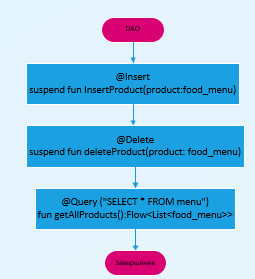 DAO
@Insert
suspend fun InsertProduct(product:food_menu)
@Delete
suspend fun deleteProduct(product: food_menu)
@Query ("SELECT * FROM menu")
fun getAllProducts():Flow<List<food_menu>>
Завершение